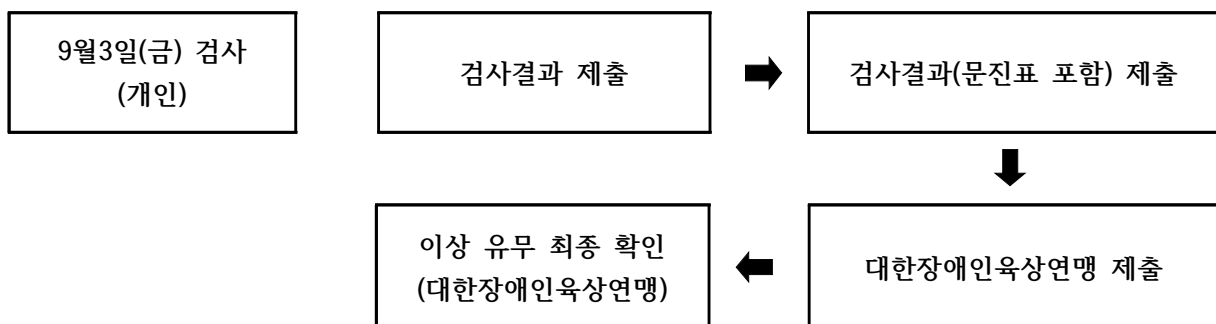 9월3일(금) 검사
(개인)
검사결과 제출
검사결과(문진표 포함) 제출
대한장애인육상연맹 제출
이상 유무 최종 확인
(대한장애인육상연맹)